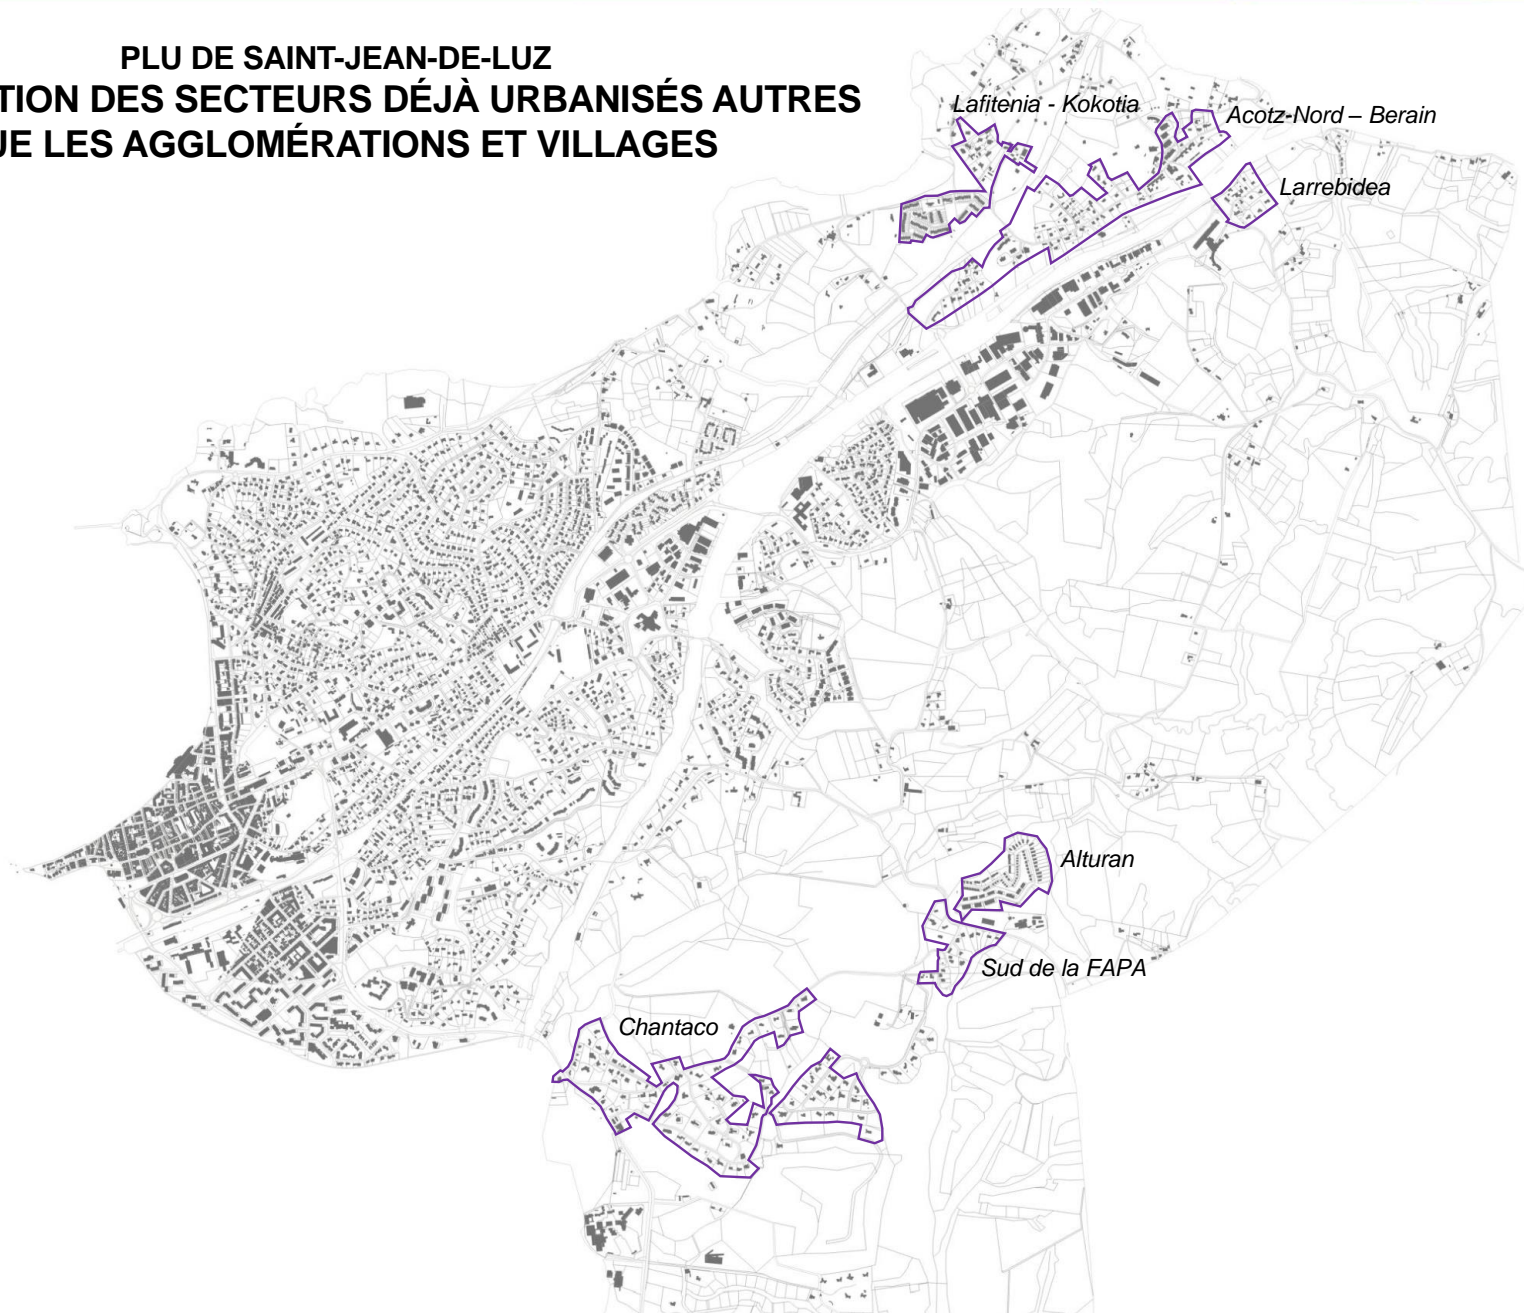 PLU DE SAINT-JEAN-DE-LUZ
TION DES SECTEURS DÉJÀ URBANISÉS AUTRES
UE LES AGGLOMÉRATIONS ET VILLAGES
Lafitenia - Kokotia
Acotz-Nord – Berain
Larrebidea
Alturan
Sud de la FAPA
Chantaco